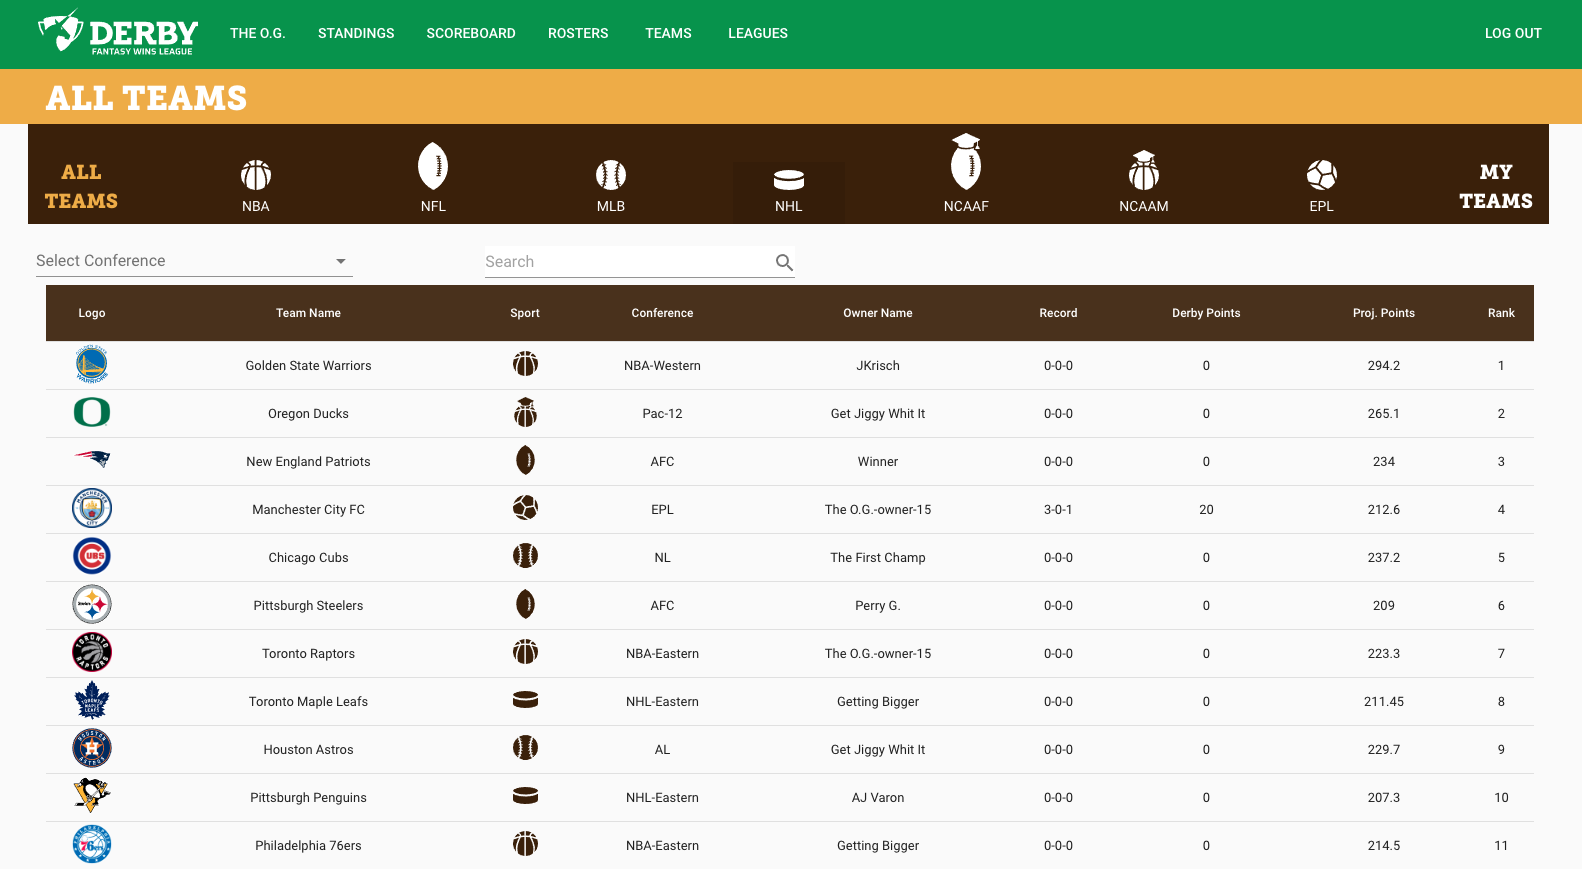 DERBY
FANTASY WINS LEAGUE
THE O.G. STANDINGS SCOREBOARD ROSTERS TEAMS LEAGUES LOG OUT
ALL TEAMS
ALL TEAMS
NBA
NFL
MLB
NHL
NCAAF
NCAAM
EPL
MY TEAMS
Select Conference Search
Logo Team Name Sport Conference Owner Name Record Derby Points Proj. Points Rank
Golden State Warriors NBA-Western JKrisch 0-0-0 0 294.2 1
Oregon Ducks Pac-12 Get Jiggy Whit It 0-0-0 0 265.1 2
New England Patriots AFC Winner 0-0-0 0 234 3
Manchester City FC EPL The O.G.-owner-15 3-0-1 20 212.6 4
Chicago Cubs NL The First Champ 0-0-0 0 237.2 5
Pittsburgh Steelers AFC Perry G. 0-0-0 0 209 6
Toronto Raptors NBA-Eastern The O.G.-owner-15 0-0-0 0 223.3 7
Toronto Maple Leafs NHL-Eastern Getting Bigger 0-0-0 0 211.45 8
Houston Astros AL Get Jiggy Whit It 0-0-0 0 229.7 9
Pittsburgh Penguins NHL-Eastern AJ Varon 0-0-0 0 207.3 10
Philadelphia 76ers NBA-Eastern Getting Bigger 0-0-0 0 214.5 11